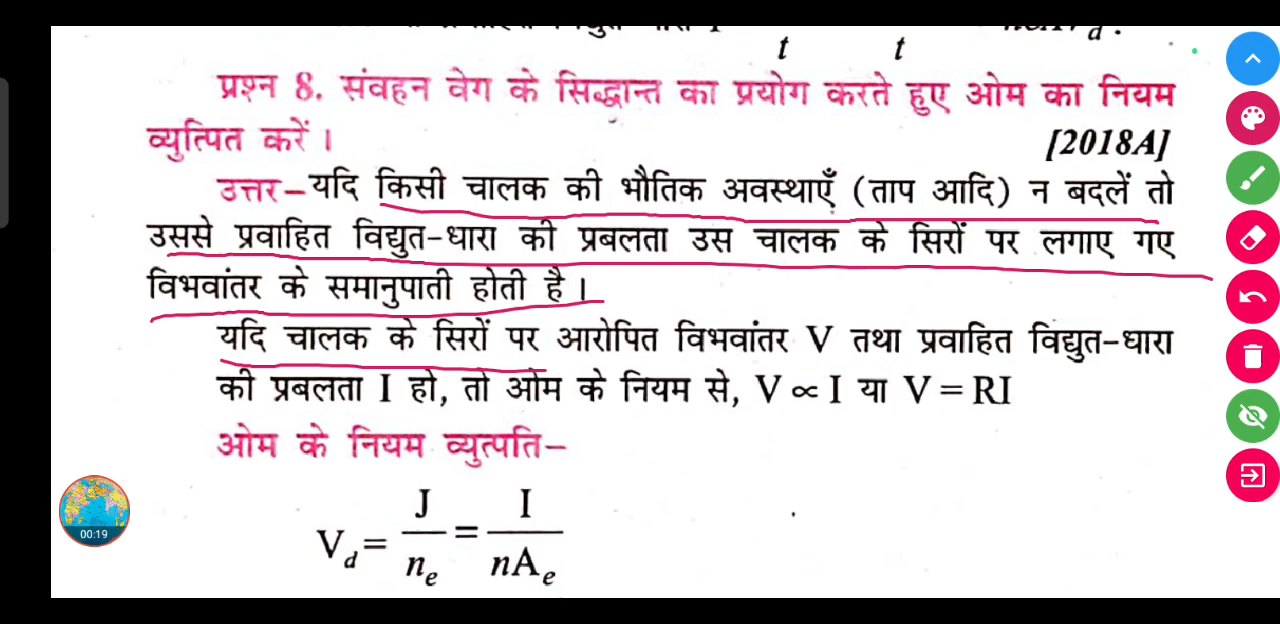 t t
प्रश्न 8. संवहन वेग के सिद्धान्त का प्रयोग करते हुए ओम का नियम
व्युत्पित करें । [2018A]
उत्तर–यदि किसी चालक की भौतिक अवस्थाएँ (ताप आदि) न बदलें तो
उससे प्रवाहित विद्युत-धारा की प्रबलता उस चालक के सिरों पर लगाए गए
विभवांतर के समानुपाती होती है ।
यदि चालक के सिरों पर आरोपित विभवांतर V तथा प्रवाहित विद्युत-धारा
की प्रबलता I हो, तो ओम के नियम से, V ∝ I या V = RI
ओम के नियम व्युत्पति–
V_d = J/n_e = I/nA_e
00:19